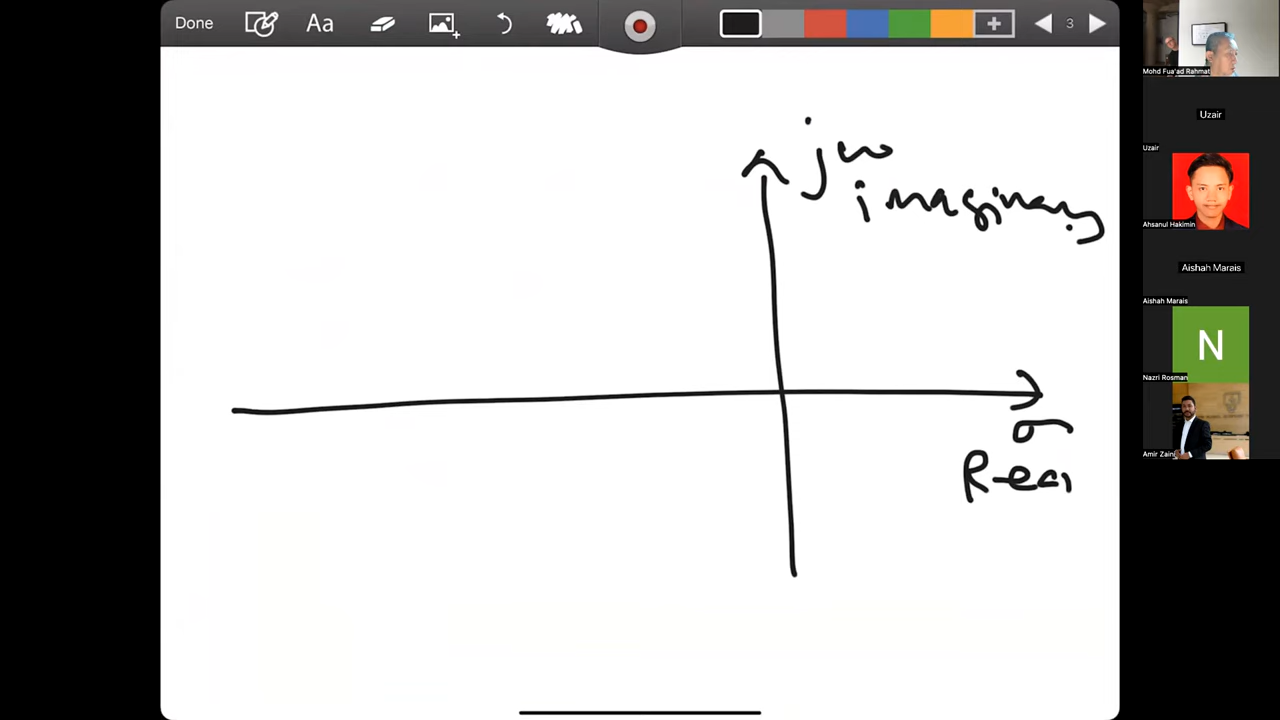 Done
Aa
3
jω
imaginary
σ
Real
Mohd Fua'ad Rahmat
Uzair
Uzair
Ahsanul Hakimin
Aishah Marais
Aishah Marais
N
Nazri Rosman
Amir Zaini